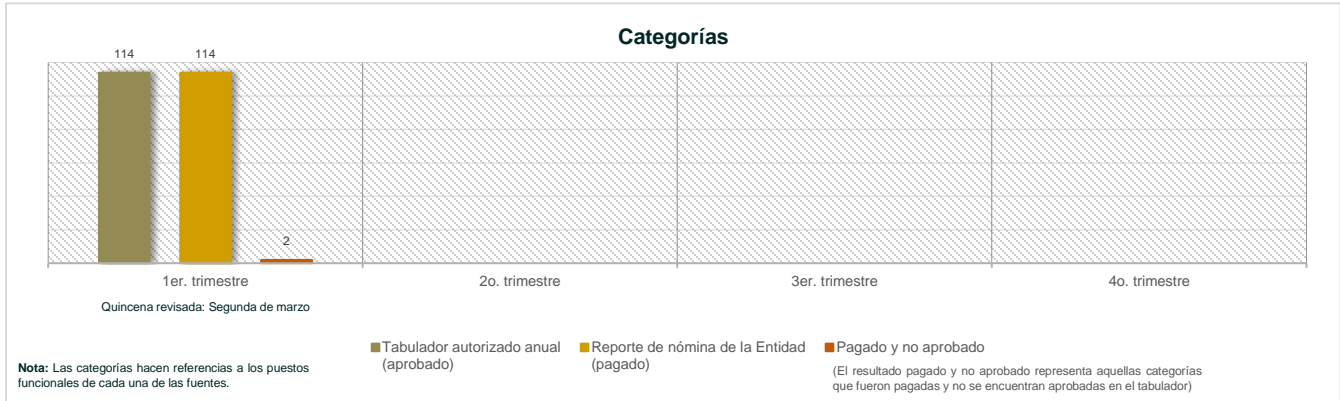 Categorías
114
114
2
1er. trimestre
2o. trimestre
3er. trimestre
4o. trimestre
Quincena revisada: Segunda de marzo
Tabulador autorizado anual
(aprobado)
Reporte de nómina de la Entidad
(pagado)
Pagado y no aprobado
(El resultado pagado y no aprobado representa aquellas categorías
que fueron pagadas y no se encuentran aprobadas en el tabulador)
Nota: Las categorías hacen referencias a los puestos
funcionales de cada una de las fuentes.